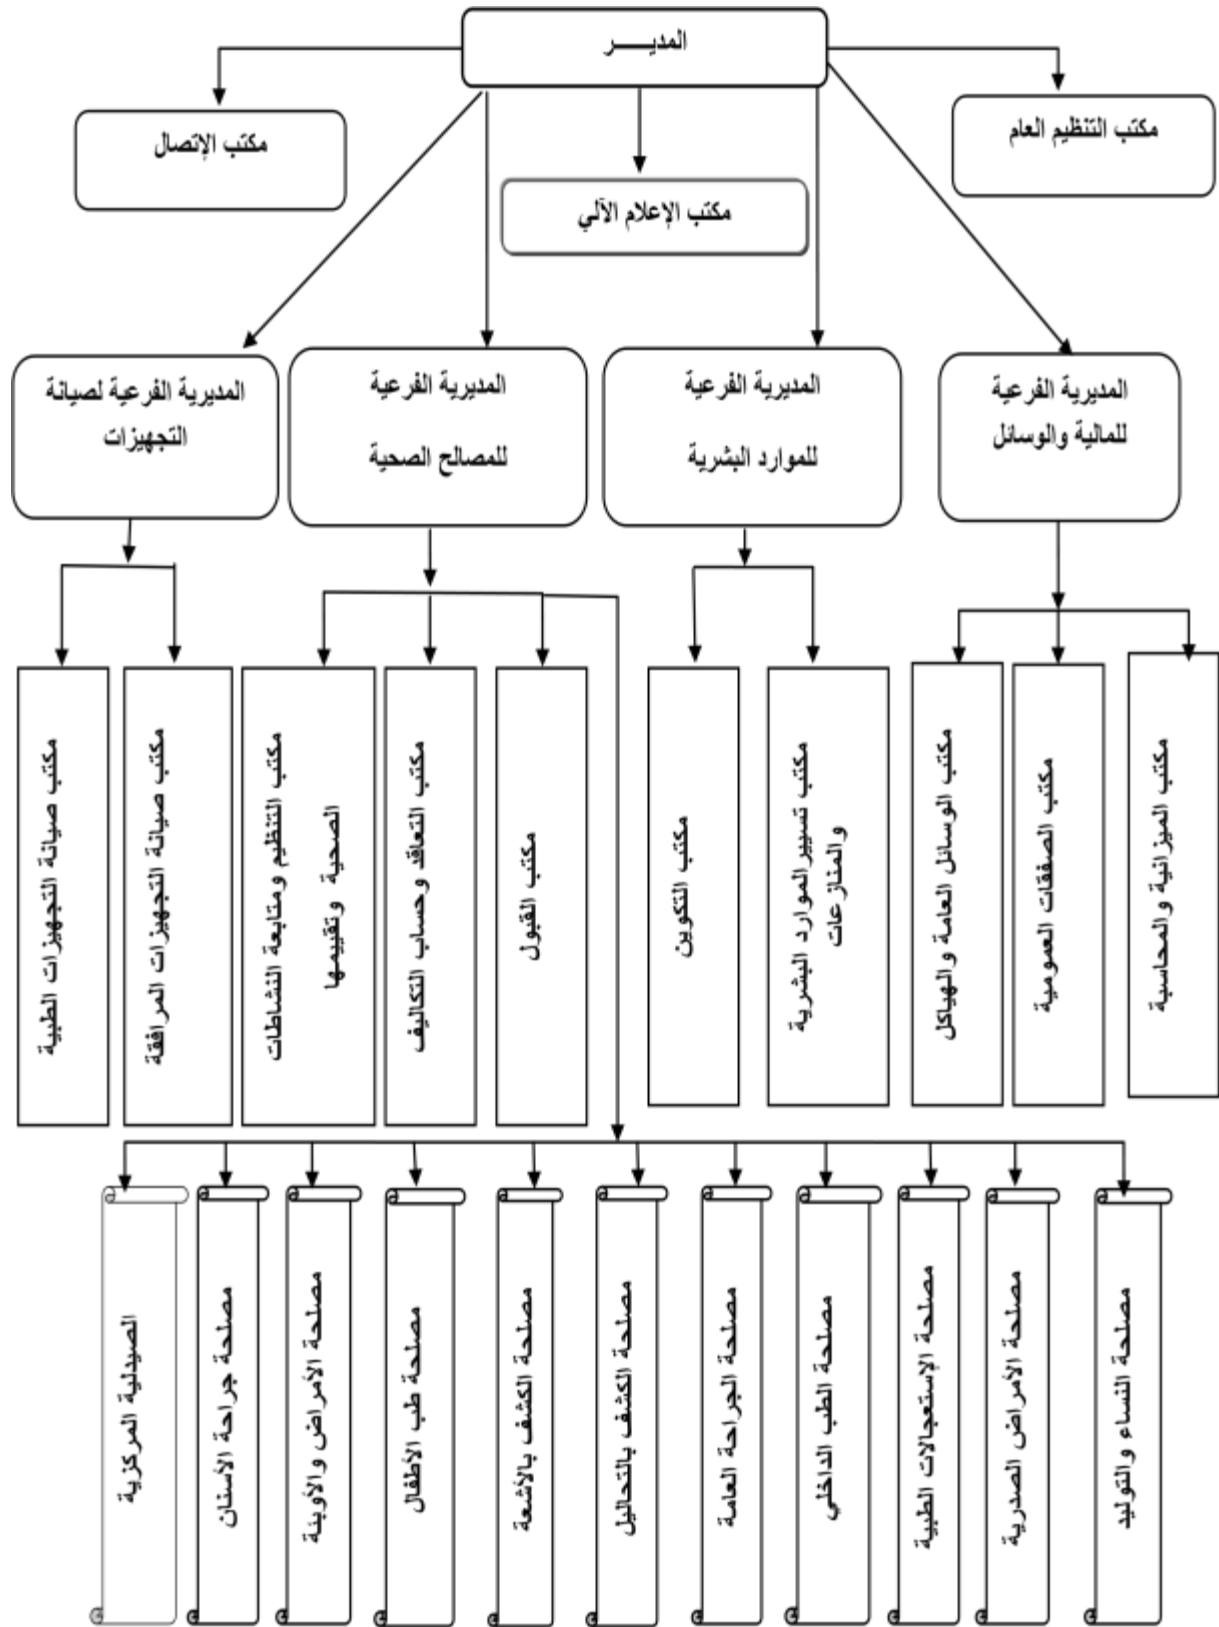 المديـــــر
مكتب التنظيم العام
مكتب الإتصال
مكتب الإعلام الآلي
المديرية الفرعية
للمالية والوسائل
المديرية الفرعية
للموارد البشرية
المديرية الفرعية
للمصالح الصحية
المديرية الفرعية لصيانة
التجهيزات
مكتب الميزانية والمحاسبة
مكتب الصفقات العمومية
مكتب الوسائل العامة والهياكل
مكتب تسيير الموارد البشرية
والمنازعات
مكتب التكوين
مكتب القبول
مكتب التعاقد وحساب التكاليف
مكتب التنظيم ومتابعة النشاطات
الصحية وتقييمها
مكتب صيانة التجهيزات المرافقة
مكتب صيانة التجهيزات الطبية
مصلحة النساء والتوليد
مصلحة الأمراض الصدرية
مصلحة الإستعجالات الطبية
مصلحة الطب الداخلي
مصلحة الجراحة العامة
مصلحة الكشف بالتحاليل
مصلحة الكشف بالأشعة
مصلحة طب الأطفال
مصلحة الأمراض والأوبئة
مصلحة جراحة الأسنان
الصيدلية المركزية